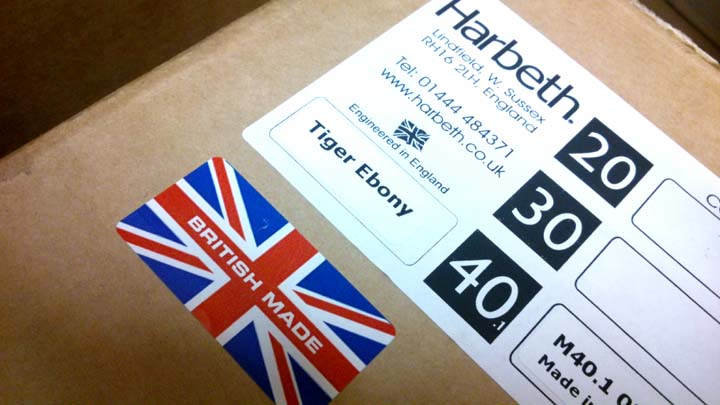 Harbeth
Lindfield, W. Sussex
RH16 2LH, England
Tel: 01444 484371
www.harbeth.co.uk
Engineered in England
Tiger Ebony
20
30
40.1
M40.1
Made in
BRITISH MADE